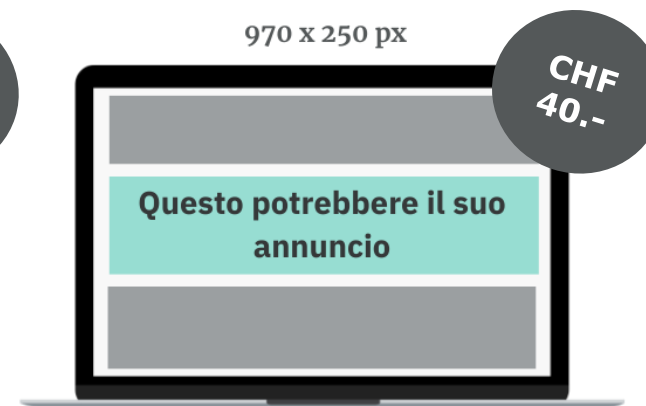 970 x 250 px
CHF
40.-
Questo potrebbere il suo
annuncio